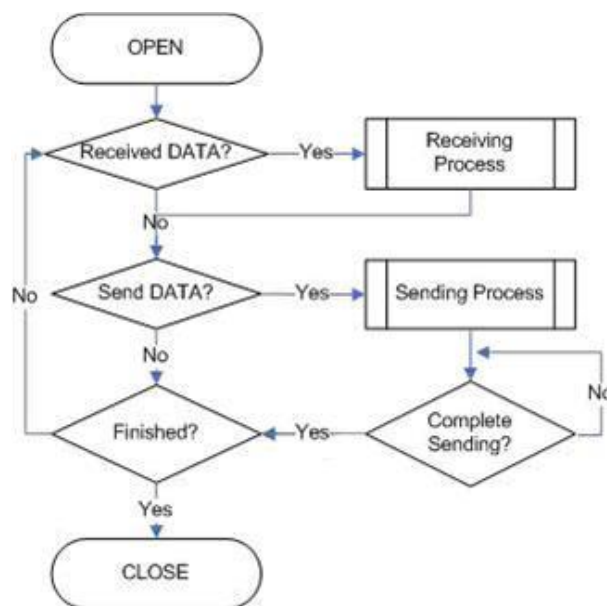 OPEN
Received DATA?
Yes
Receiving
Process
No
Send DATA?
Yes
Sending Process
No
No
No
Finished?
Yes
Complete
Sending?
Yes
CLOSE